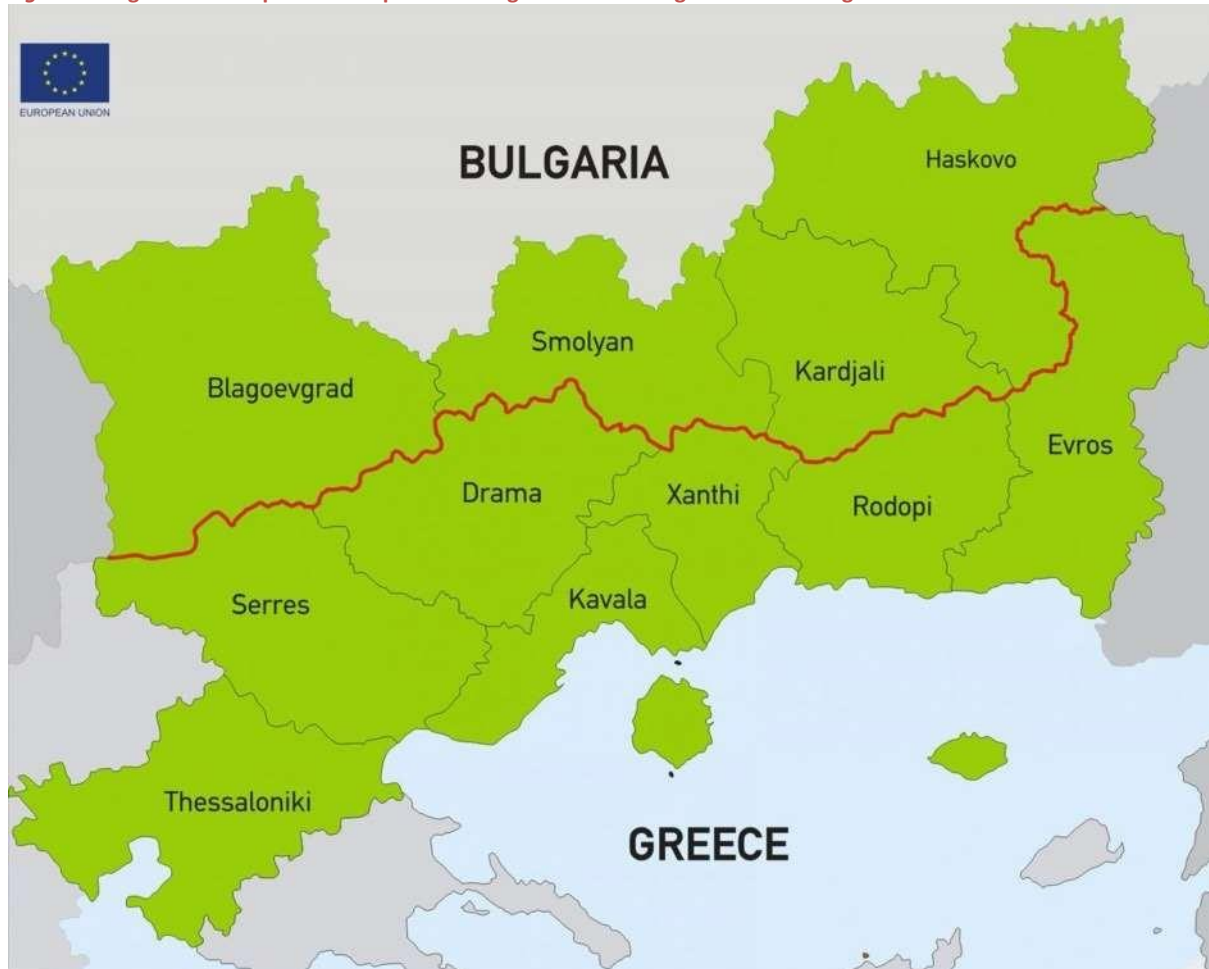 EUROPEAN UNION
BULGARIA
Haskovo
Smolyan
Kardjali
Blagoevgrad
Evros
Drama
Xanthi
Rodopi
Serres
Kavala
Thessaloniki
GREECE